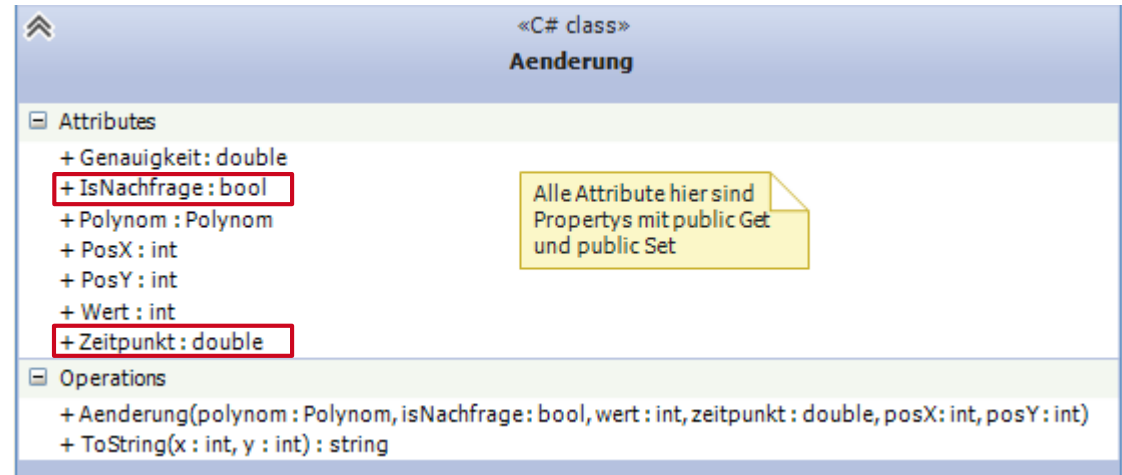 «C# class»
Aenderung
Attributes
+ Genauigkeit : double
+ IsNachfrage : bool
+ Polynom : Polynom
+ PosX : int
+ PosY : int
+ Wert : int
+ Zeitpunkt : double
Alle Attribute hier sind
Propertys mit public Get
und public Set
Operations
+ Aenderung(polynom : Polynom, isNachfrage : bool, wert : int, zeitpunkt : double, posX : int, posY : int)
+ ToString(x : int, y : int) : string